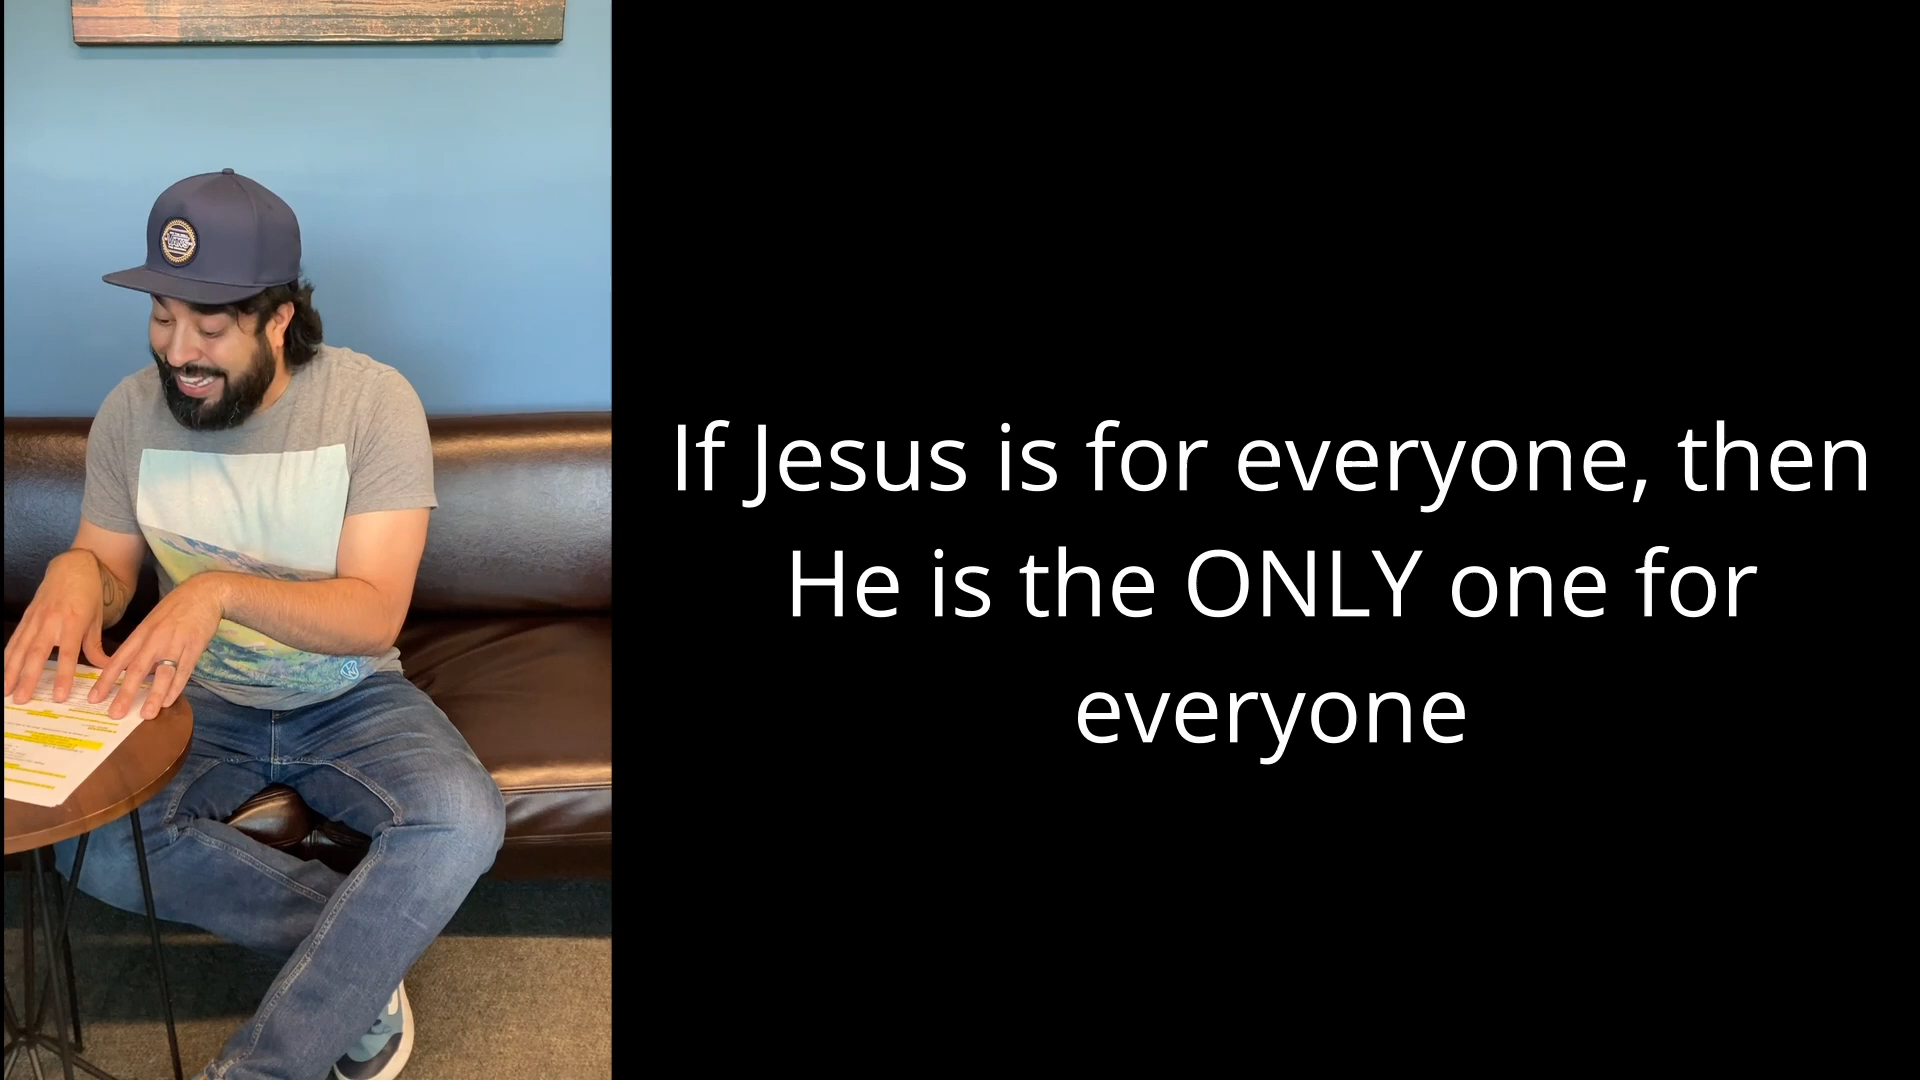 If Jesus is for everyone, then
He is the ONLY one for
everyone